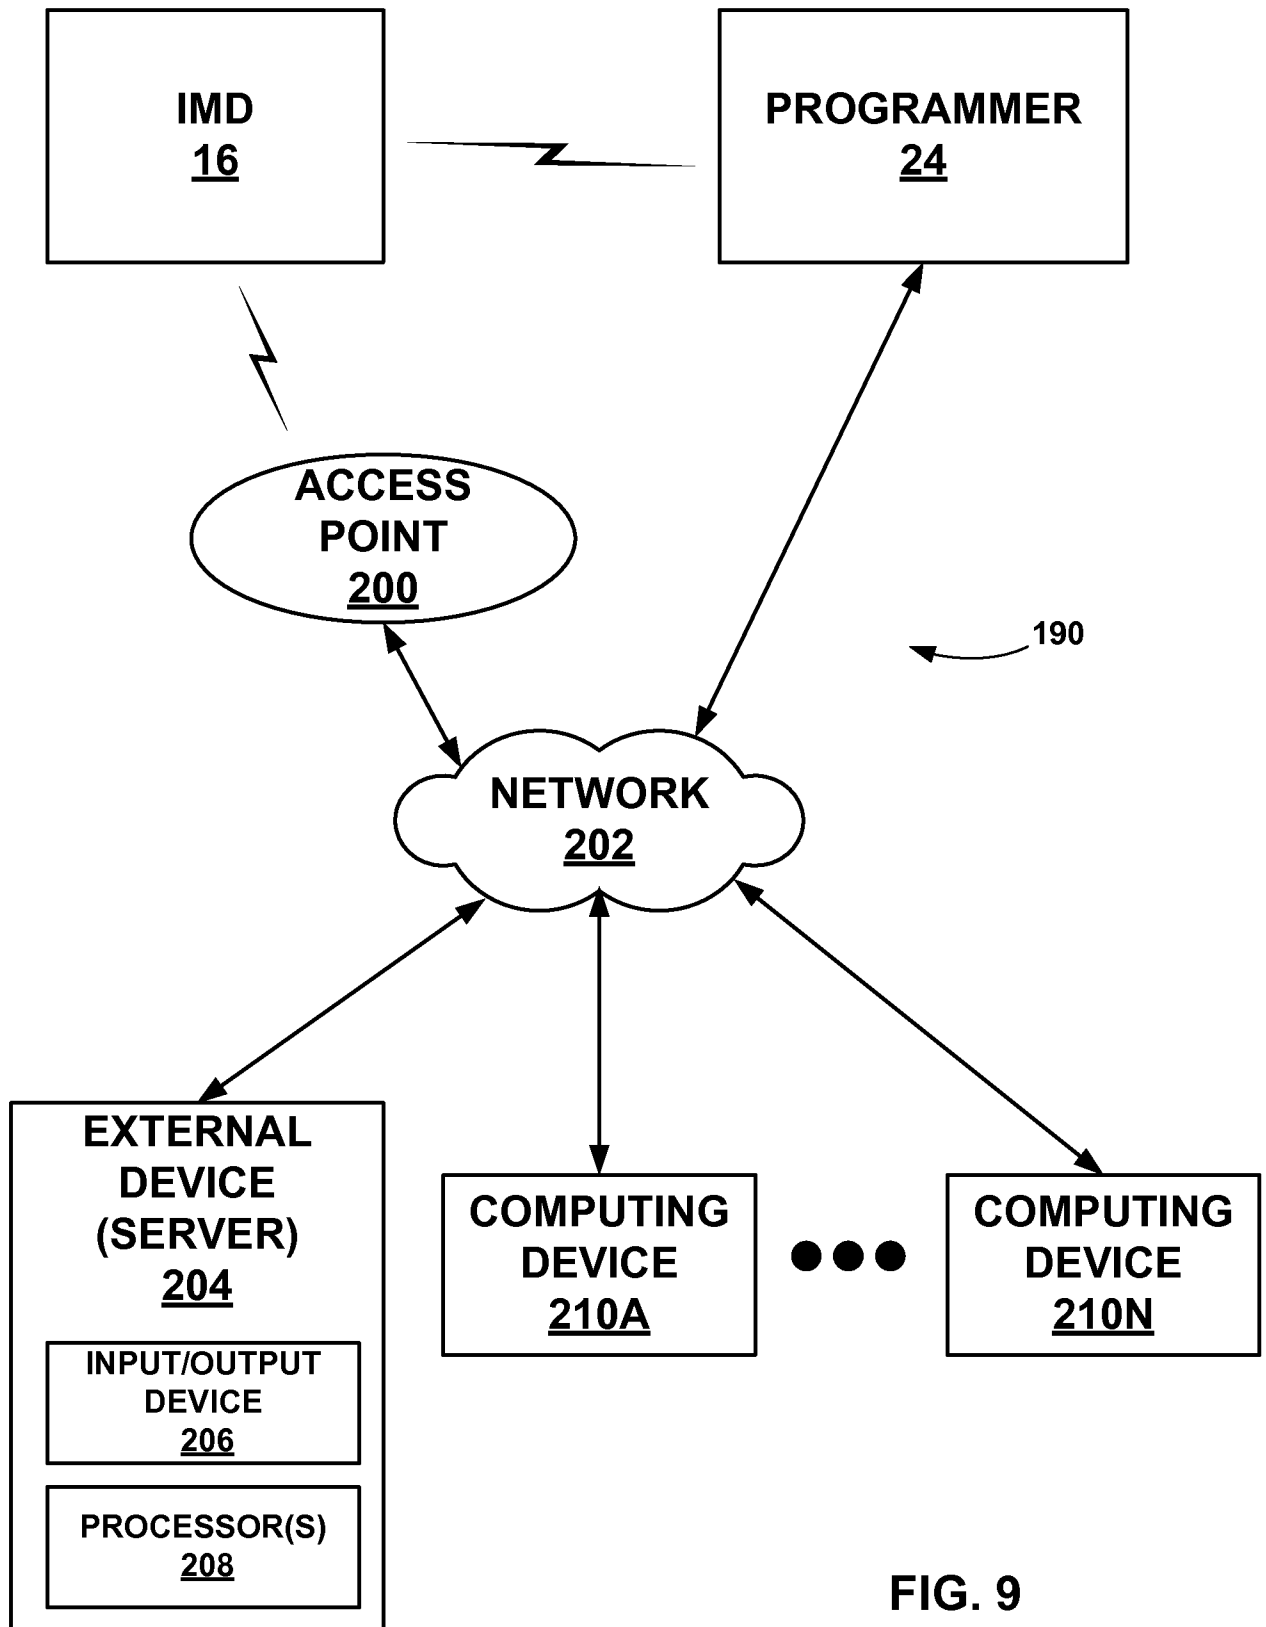 IMD
16
PROGRAMMER
24
ACCESS
POINT
200
190
NETWORK
202
EXTERNAL
DEVICE
(SERVER)
204
INPUT/OUTPUT
DEVICE
206
PROCESSOR(S)
208
COMPUTING
DEVICE
210A
COMPUTING
DEVICE
210N
FIG. 9